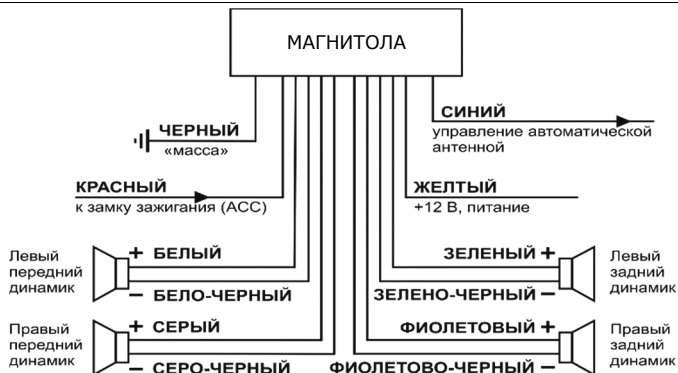 МАГНИТОЛА
ЧЕРНЫЙ
«масса»
СИНИЙ
управление автоматической
антенной
КРАСНЫЙ
к замку зажигания (АСС)
ЖЕЛТЫЙ
+12 В, питание
Левый
передний
динамик
+ БЕЛЫЙ
− БЕЛО-ЧЕРНЫЙ
ЗЕЛЕНЫЙ +
ЗЕЛЕНО-ЧЕРНЫЙ −
Левый
задний
динамик
Правый
передний
динамик
+ СЕРЫЙ
− СЕРО-ЧЕРНЫЙ
ФИОЛЕТОВЫЙ +
ФИОЛЕТОВО-ЧЕРНЫЙ −
Правый
задний
динамик